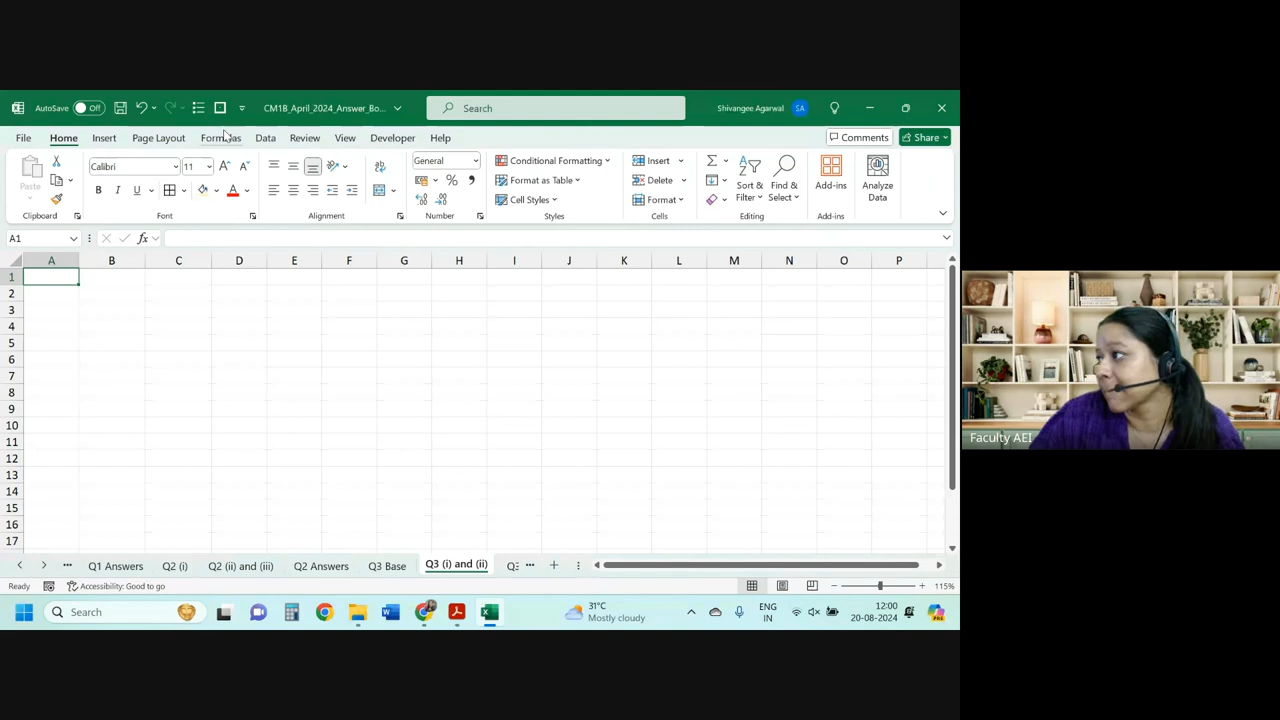 AutoSave Off CM1B_April_2024_Answer_Bo... Search Shivangee Agarwal SA
File Home Insert Page Layout Formulas Data Review View Developer Help Comments Share
Paste Calibri 11 General Conditional Formatting Insert Sort & Filter Find & Select Add-ins Analyze Data
B I U A ab % Format as Table Delete
Cell Styles Format
Clipboard Font Alignment Number Styles Cells Editing Add-ins
A1 fx
A B C D E F G H I J K L M N O P
1
2
3
4
5
6
7
8
9
10
11
12
13
14
15
16
17
Faculty AEI
Q1 Answers Q2 (i) Q2 (ii) and (iii) Q2 Answers Q3 Base Q3 (i) and (ii)
Ready Accessibility: Good to go 115%
Search 31°C Mostly cloudy ENG IN 12:00 20-08-2024